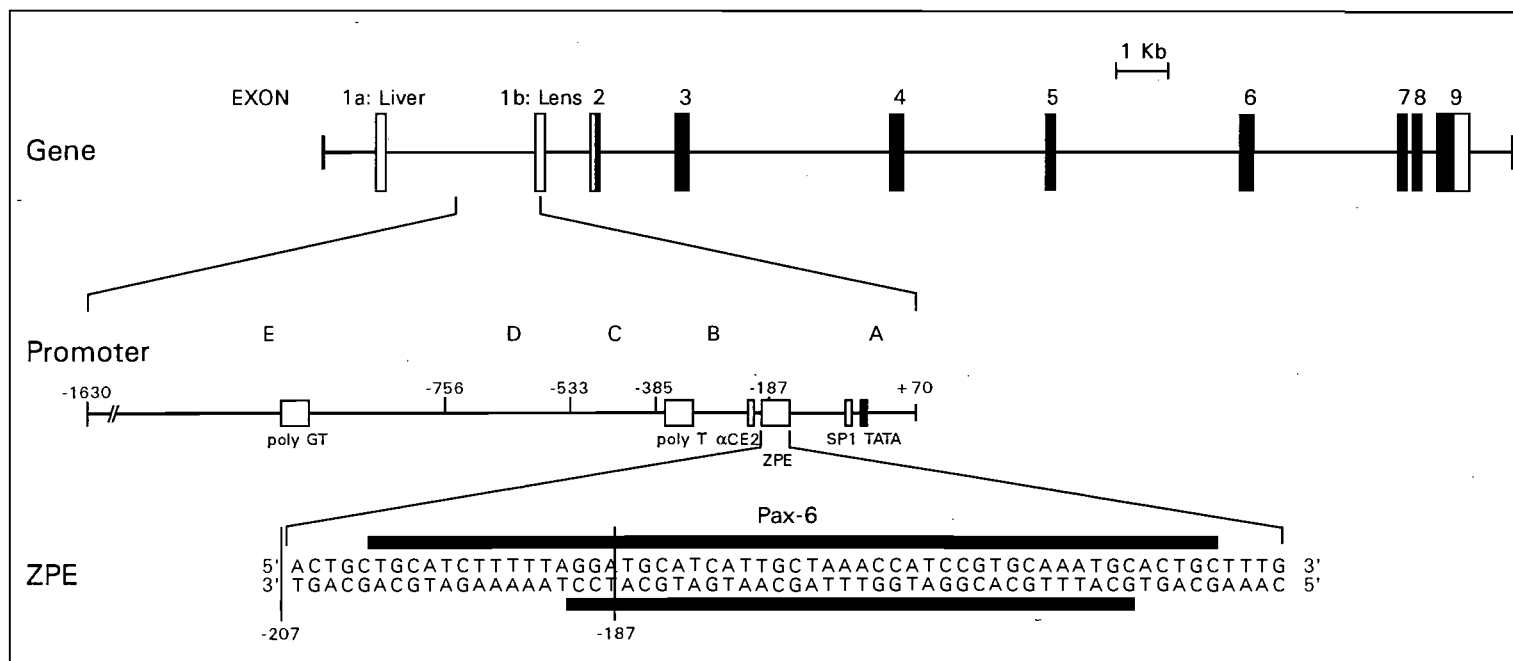 1 Kb
EXON 1a: Liver 1b: Lens 2 3 4 5 6 7 8 9
Gene
E D C B A
Promoter
-1630 -756 -533 -385 -187 +70
poly GT poly T αCE2 ZPE SP1 TATA
Pax-6
5' ACTGCTGCATCTTTTTAGGATGCATCATTGCTAAACCATCCGTGCAAATGCACTGCTTTG 3'
ZPE
3' TGACGACGTAGAAAAATCCTACGTAGTAACGATTTGGTAGGCACGTTTACGTGACGAAAC 5'
-207 -187